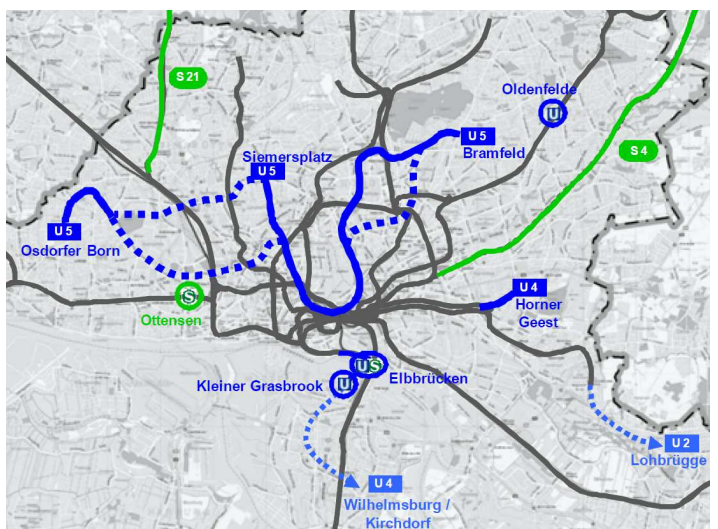 S 21
Oldenfelde
U
U 5
Bramfeld
Siemersplatz
U 5
S 4
U 5
Osdorfer Born
S
Ottensen
U 4
Horner
Geest
U S
Elbbrücken
Kleiner Grasbrook
U
U 2
Lohbrügge
U 4
Wilhelmsburg /
Kirchdorf